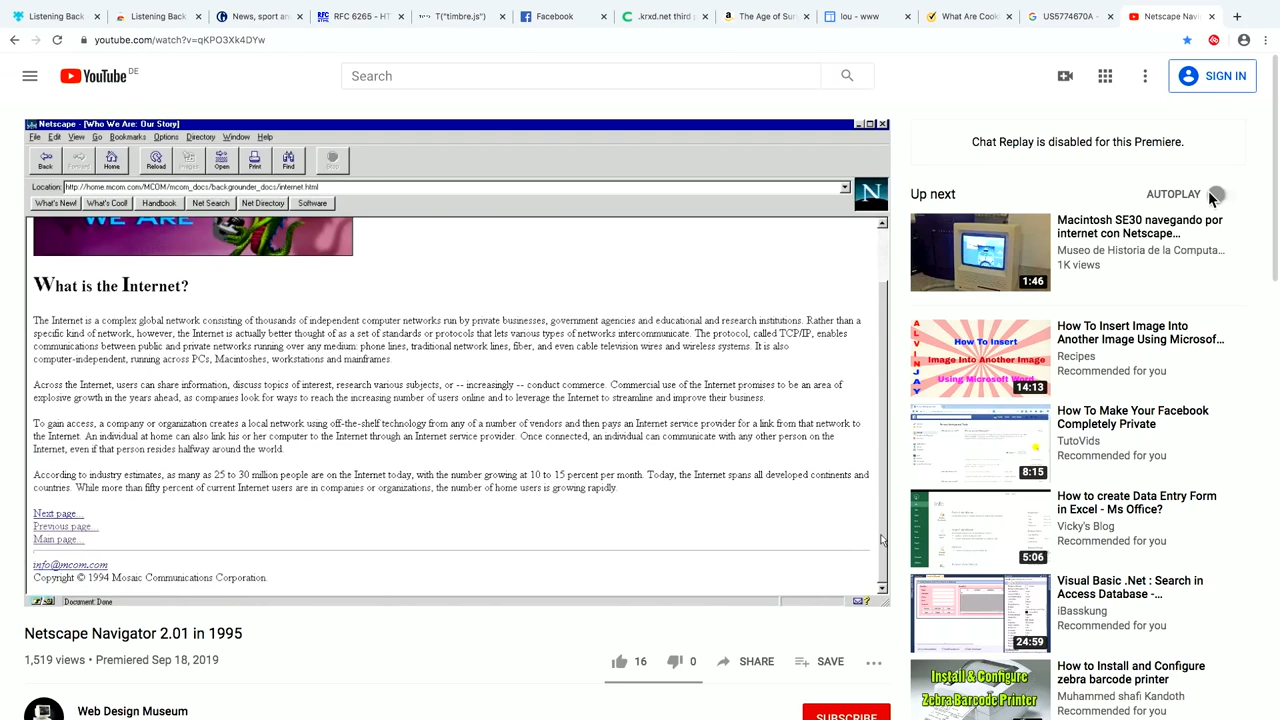 Listening Back
Listening Back
News, sport an
RFC 6265 - HT
T("timbre.js")
Facebook
.krxd.net third p
The Age of Sur
lou - www
What Are Cook
US5774670A -
Netscape Navi
youtube.com/watch?v=qKPO3Xk4DYw
YouTube DE
Search
SIGN IN
Netscape - [Who We Are: Our Story]
File Edit View Go Bookmarks Options Directory Window Help
Back Forward Home Reload Images Open Print Find Stop
Location: http://home.mcom.com/MCOM/mcom_docs/backgrounder_docs/internet.html
N
What's New! What's Cool! Handbook Net Search Net Directory Software
WE ARE
What is the Internet?
The Internet is a complex global network consisting of thousands of independent computer networks run by private businesses, government agencies and educational and research institutions. Rather than a
specific kind of network, however, the Internet is actually better thought of as a set of standards or protocols that lets various types of networks intercommunicate. The protocol, called TCP/IP, enables
communications between public and private networks running over any medium: phone lines, traditional network lines, fiber, and even cable television wires and wireless systems. It is also
computer-independent, running across PCs, Macintoshes, workstations and mainframes.
Across the Internet, users can share information, discuss and research various subjects, or -- increasingly -- conduct commerce. Commercial use of the Internet promises to be an area of
explosive growth in the years ahead, as companies look for ways to reach the increasing number of users online and to leverage the Internet to streamline and improve their business.
To gain access, a company or organization can obtain the necessary technology from any number of vendors. It then asks an Internet service provider for a link from that network to
the Internet. An individual at home can also link his or her computer to the Internet through an Internet service provider. Once connected, an individual can communicate with any other person on the
Internet, even if that person resides halfway around the world.
According to industry estimates, as many as 25 to 30 million people are on the Internet today, with the number growing at 10 to 15 percent per month. Today, the Internet spans all developed continents and
countries. While more than fifty percent of current Internet users are companies or organizations, the number of home users is growing rapidly.
Next page...
Previous page...
Main page...
info@mcom.com
Copyright © 1994 Mosaic Communications Corporation.
Document: Done
Netscape Navigator 2.01 in 1995
1,519 views • Premiered Sep 18, 201
16 0 SHARE SAVE
Web Design Museum
SUBSCRIBE
Chat Replay is disabled for this Premiere.
Up next
AUTOPLAY
1:46
Macintosh SE30 navegando por
internet con Netscape...
Museo de Historia de la Computa...
1K views
ALVINJAY
How To Insert
Image Into Another Image
Using Microsoft Word
14:13
How To Insert Image Into
Another Image Using Microsof...
Recipes
Recommended for you
8:15
How To Make Your Facebook
Completely Private
TutoVids
Recommended for you
5:06
How to create Data Entry Form
in Excel - Ms Office?
Vicky's Blog
Recommended for you
24:59
Visual Basic .Net : Search in
Access Database -...
iBasskung
Recommended for you
Install & Configure
Zebra Barcode Printer
How to Install and Configure
zebra barcode printer
Muhammed shafi Kandoth
Recommended for you